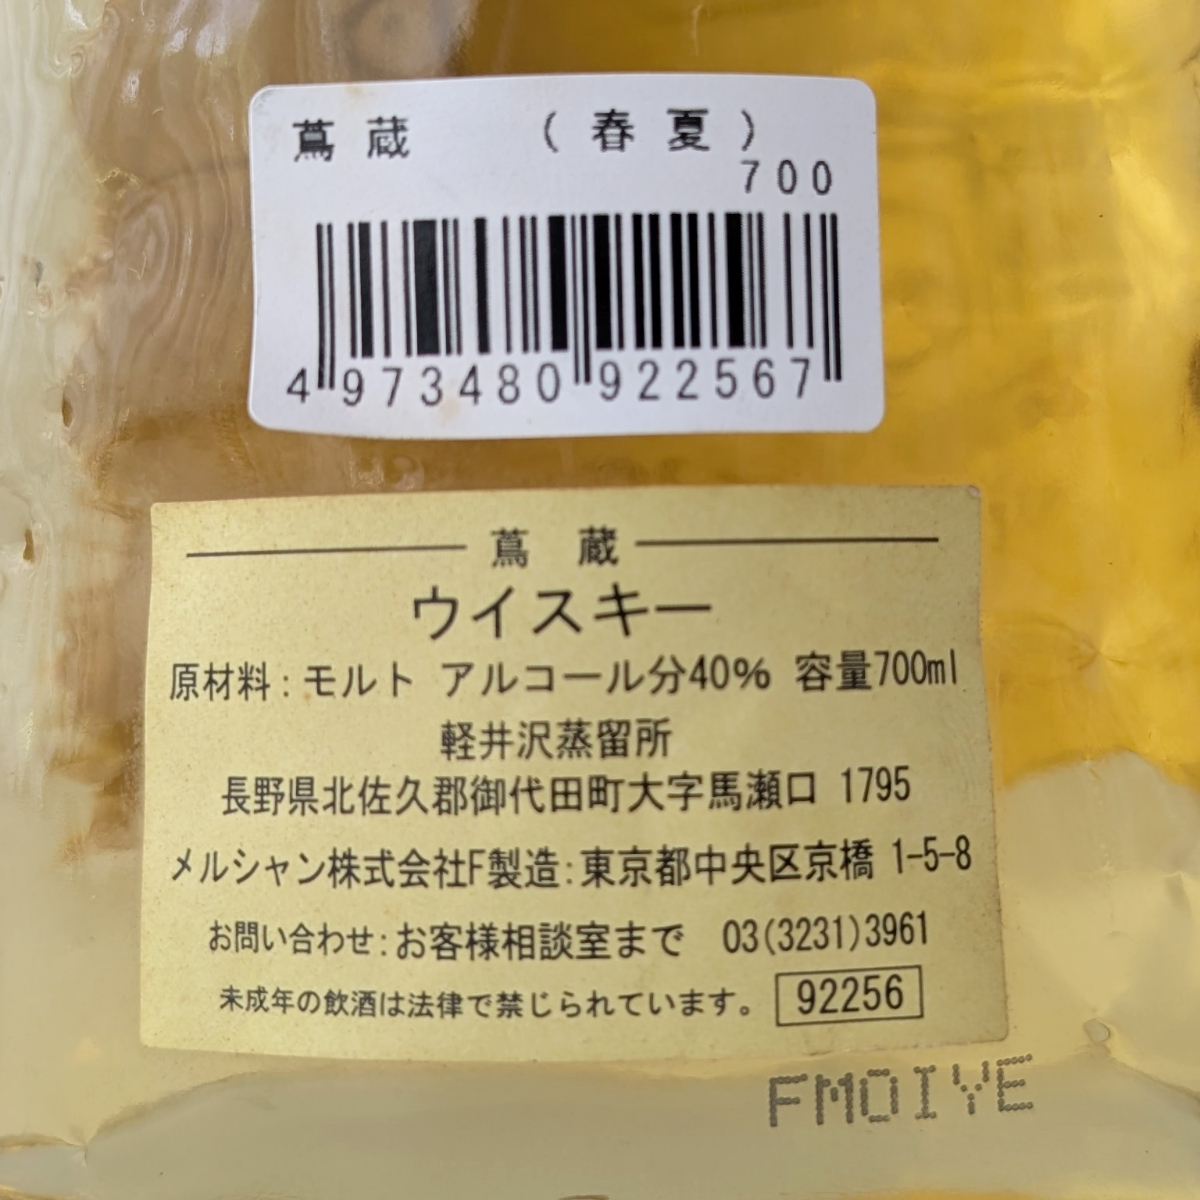 蔦蔵 (春夏)
700
4973480922567
蔦 蔵
ウイスキー
原材料:モルト アルコール分40% 容量700ml
軽井沢蒸留所
長野県北佐久郡御代田町大字馬瀬口 1795
メルシャン株式会社F製造:東京都中央区京橋 1-5-8
お問い合わせ:お客様相談室まで 03(3231)3961
未成年の飲酒は法律で禁じられています。 92256
FMOIYE